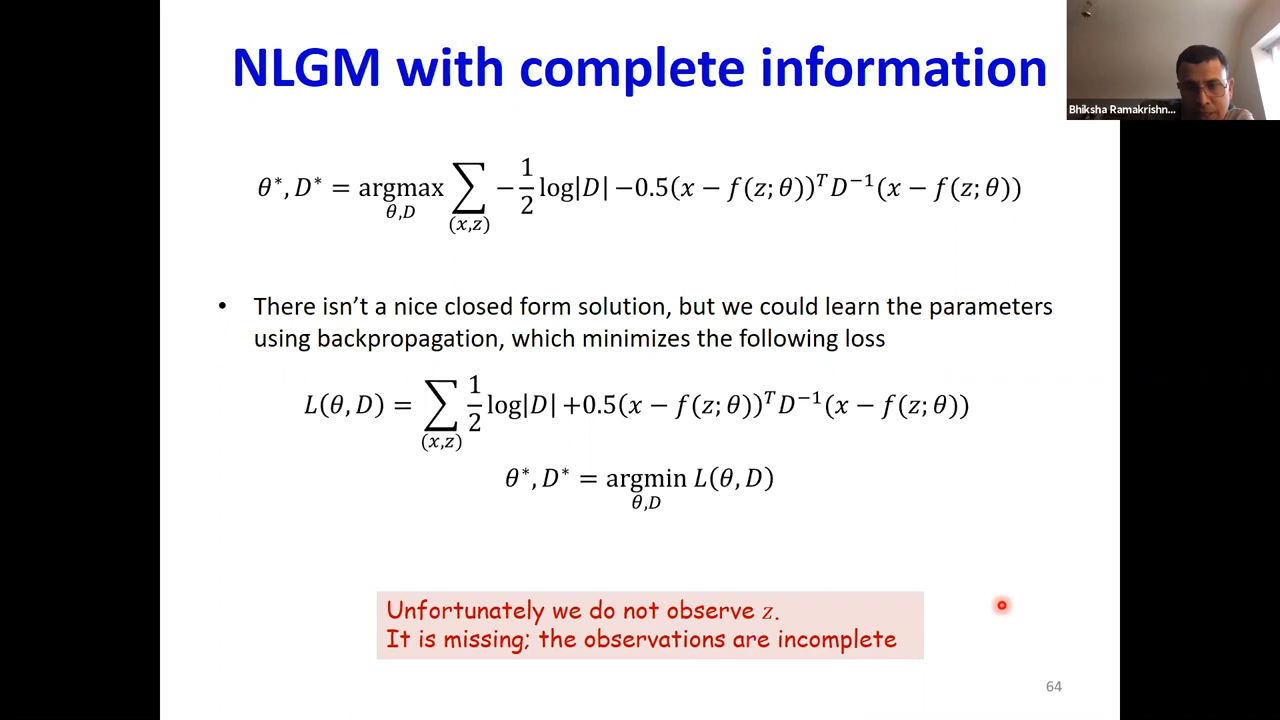 NLGM with complete information
Bhiksha Ramakrishn...
θ*, D* = argmax Σ −1/2 log|D| −0.5(x − f(z; θ))ᵀ D⁻¹(x − f(z; θ))
θ,D (x,z)
• There isn’t a nice closed form solution, but we could learn the parameters
using backpropagation, which minimizes the following loss
L(θ, D) = Σ 1/2 log|D| +0.5(x − f(z; θ))ᵀ D⁻¹(x − f(z; θ))
(x,z)
θ*, D* = argmin L(θ, D)
θ,D
Unfortunately we do not observe z.
It is missing; the observations are incomplete
64